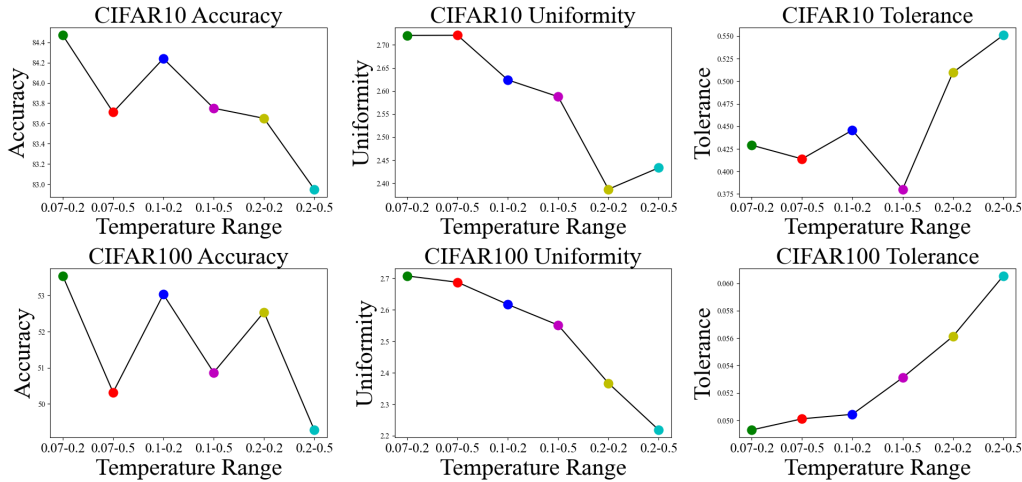 CIFAR10 Accuracy
Accuracy
84.4
84.2
84.0
83.8
83.6
83.4
83.2
83.0
0.07-0.2 0.07-0.5 0.1-0.2 0.1-0.5 0.2-0.2 0.2-0.5
Temperature Range
CIFAR10 Uniformity
Uniformity
2.70
2.65
2.60
2.55
2.50
2.45
2.40
0.07-0.2 0.07-0.5 0.1-0.2 0.1-0.5 0.2-0.2 0.2-0.5
Temperature Range
CIFAR10 Tolerance
Tolerance
0.550
0.525
0.500
0.475
0.450
0.425
0.400
0.375
0.07-0.2 0.07-0.5 0.1-0.2 0.1-0.5 0.2-0.2 0.2-0.5
Temperature Range
CIFAR100 Accuracy
Accuracy
53
52
51
50
0.07-0.2 0.07-0.5 0.1-0.2 0.1-0.5 0.2-0.2 0.2-0.5
Temperature Range
CIFAR100 Uniformity
Uniformity
2.7
2.6
2.5
2.4
2.3
2.2
0.07-0.2 0.07-0.5 0.1-0.2 0.1-0.5 0.2-0.2 0.2-0.5
Temperature Range
CIFAR100 Tolerance
Tolerance
0.060
0.058
0.056
0.054
0.052
0.050
0.07-0.2 0.07-0.5 0.1-0.2 0.1-0.5 0.2-0.2 0.2-0.5
Temperature Range